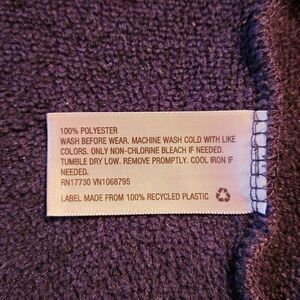 100% POLYESTER
WASH BEFORE WEAR. MACHINE WASH COLD WITH LIKE
COLORS. ONLY NON-CHLORINE BLEACH IF NEEDED.
TUMBLE DRY LOW. REMOVE PROMPTLY. COOL IRON IF
NEEDED.
RN17730 VN1068795
LABEL MADE FROM 100% RECYCLED PLASTIC